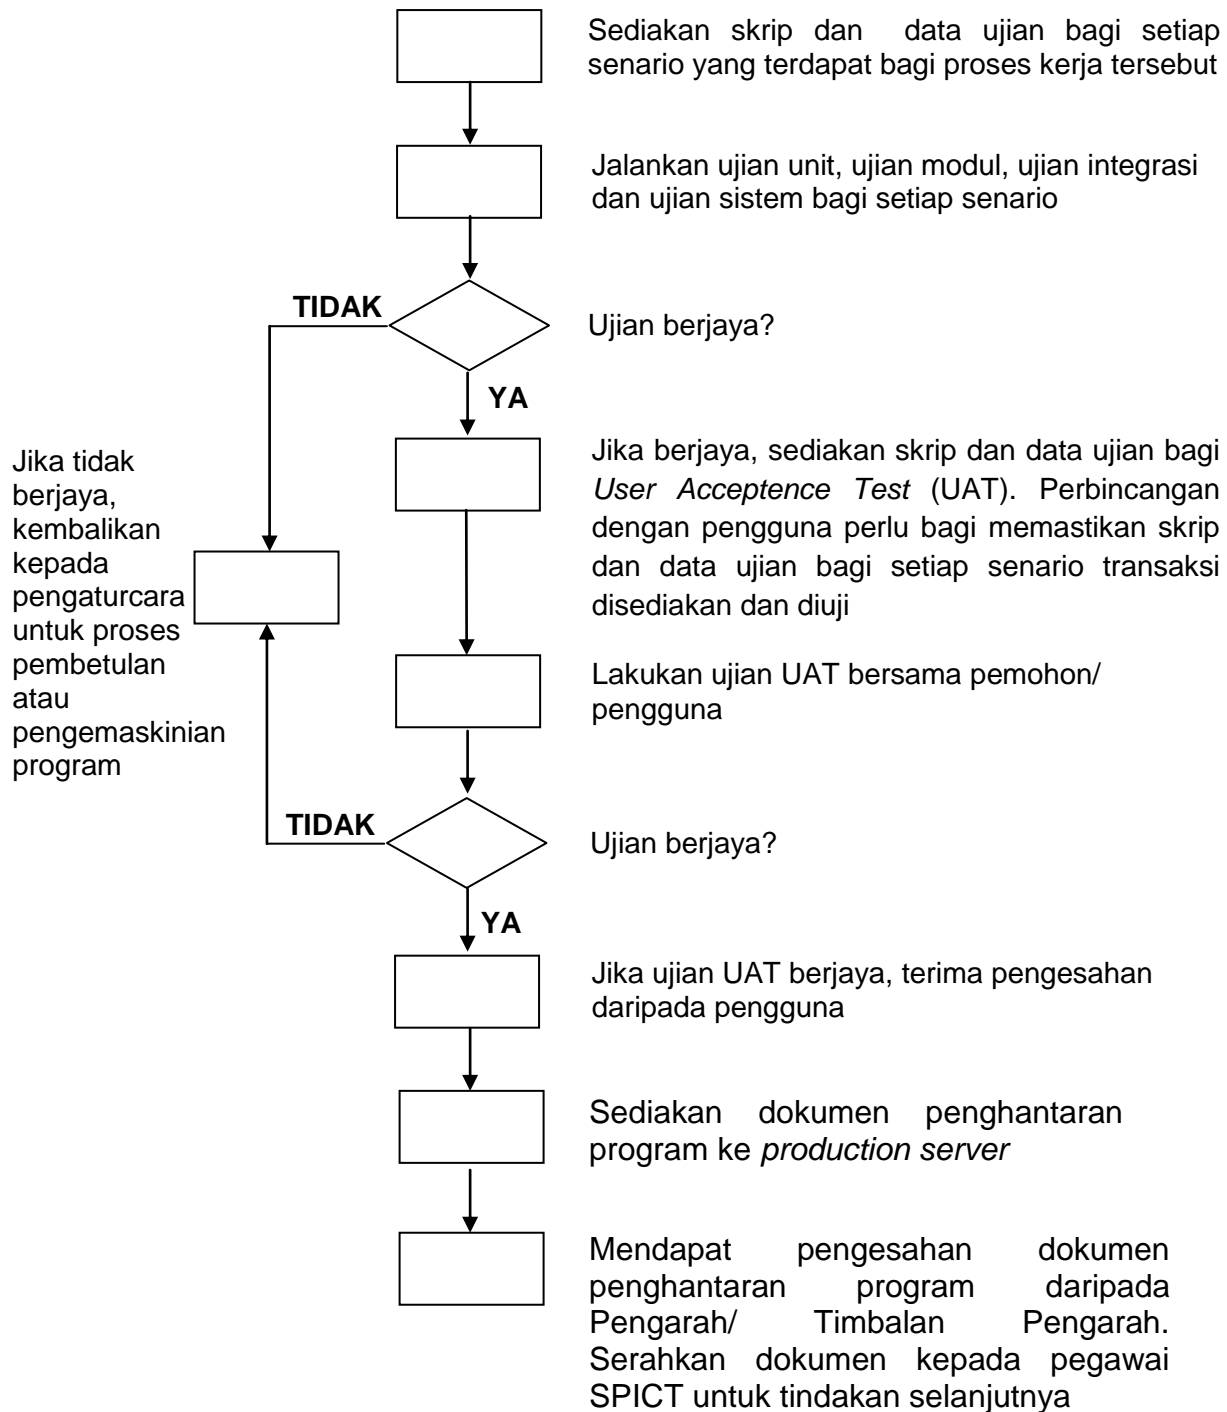 Sediakan skrip dan data ujian bagi setiap
senario yang terdapat bagi proses kerja tersebut
Jalankan ujian unit, ujian modul, ujian integrasi
dan ujian sistem bagi setiap senario
TIDAK
Ujian berjaya?
YA
Jika berjaya, sediakan skrip dan data ujian bagi
User Acceptence Test (UAT). Perbincangan
dengan pengguna perlu bagi memastikan skrip
dan data ujian bagi setiap senario transaksi
disediakan dan diuji
Jika tidak
berjaya,
kembalikan
kepada
pengaturcara
untuk proses
pembetulan
atau
pengemaskinian
program
Lakukan ujian UAT bersama pemohon/
pengguna
TIDAK
Ujian berjaya?
YA
Jika ujian UAT berjaya, terima pengesahan
daripada pengguna
Sediakan dokumen penghantaran
program ke production server
Mendapat pengesahan dokumen
penghantaran program daripada
Pengarah/ Timbalan Pengarah.
Serahkan dokumen kepada pegawai
SPICT untuk tindakan selanjutnya